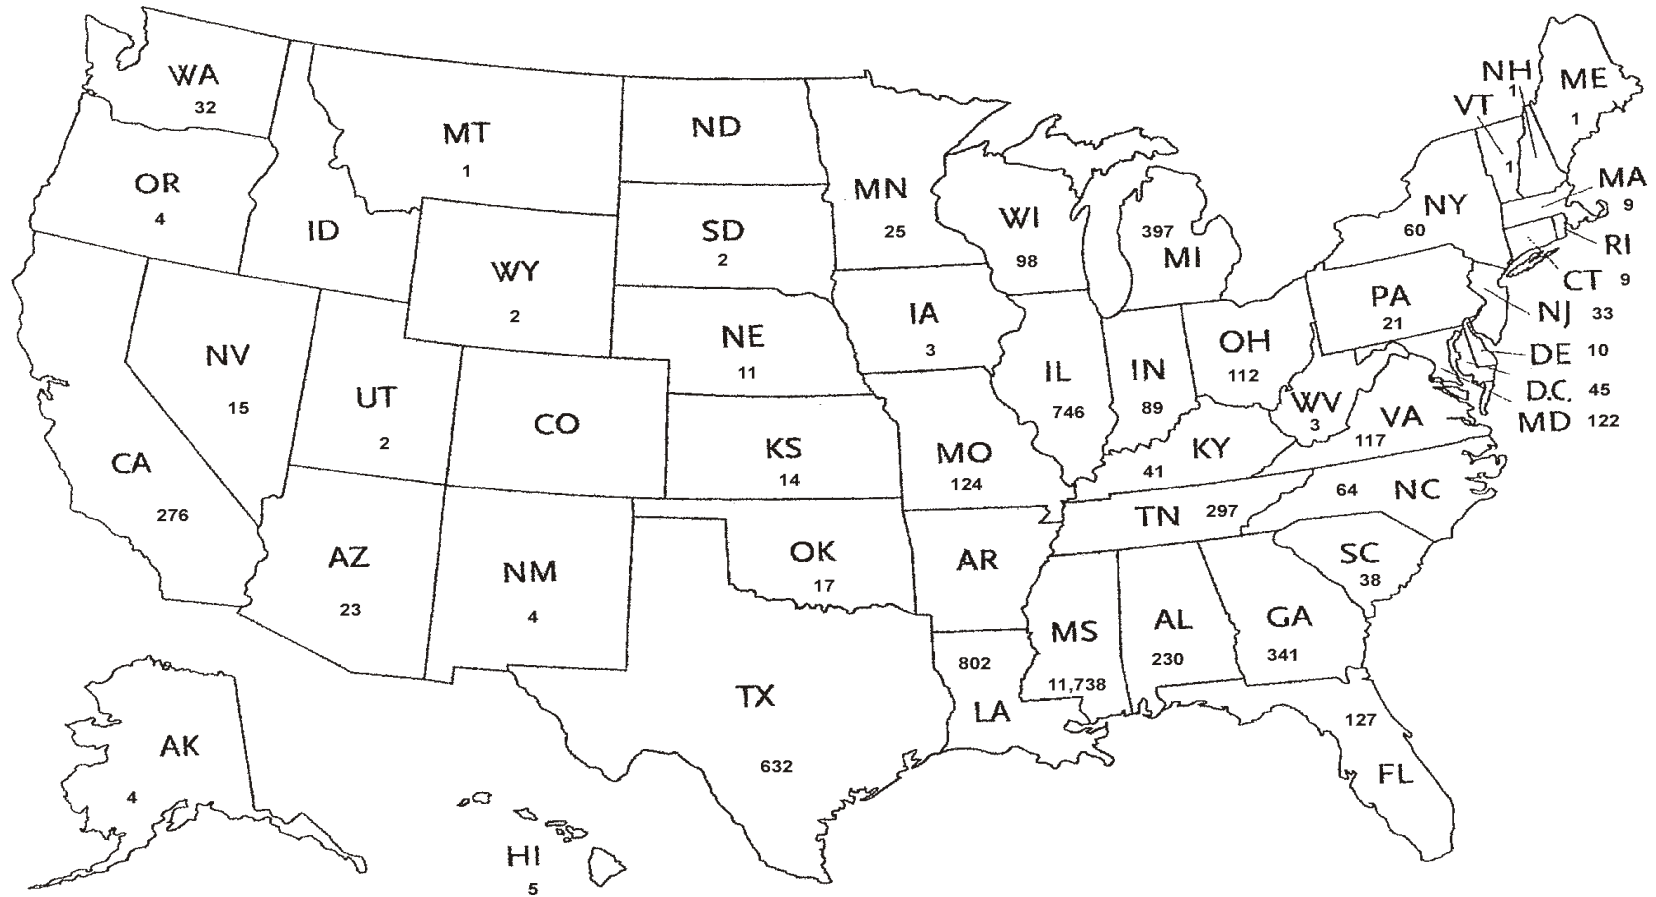 WA
32
OR
4
CA
276
NV
15
ID
MT
1
WY
2
UT
2
AZ
23
CO
NM
4
ND
SD
2
NE
11
KS
14
OK
17
TX
632
MN
25
IA
3
MO
124
AR
802
LA
WI
98
IL
746
397
MI
IN
89
OH
112
KY
41
TN 297
MS
11,738
AL
230
GA
341
127
FL
SC
38
64 NC
VA
117
WV
3
PA
21
NY
60
VT
1
NH
1
ME
1
MA
9
RI
CT 9
NJ 33
DE 10
D.C. 45
MD 122
AK
4
HI
5